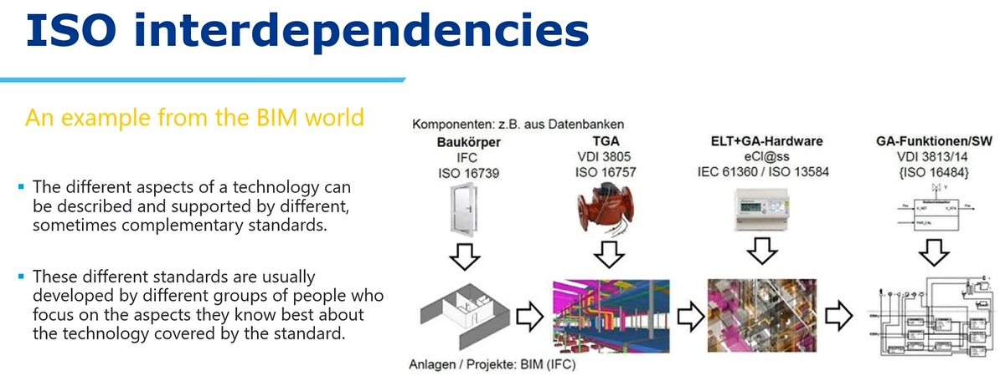 ISO interdependencies
An example from the BIM world
▪ The different aspects of a technology can
be described and supported by different,
sometimes complementary standards.
▪ These different standards are usually
developed by different groups of people who
focus on the aspects they know best about
the technology covered by the standard.
Komponenten: z.B. aus Datenbanken
Baukörper
IFC
ISO 16739
TGA
VDI 3805
ISO 16757
ELT+GA-Hardware
eCl@ss
IEC 61360 / ISO 13584
GA-Funktionen/SW
VDI 3813/14
{ISO 16484}
Y
Anlagen / Projekte: BIM (IFC)